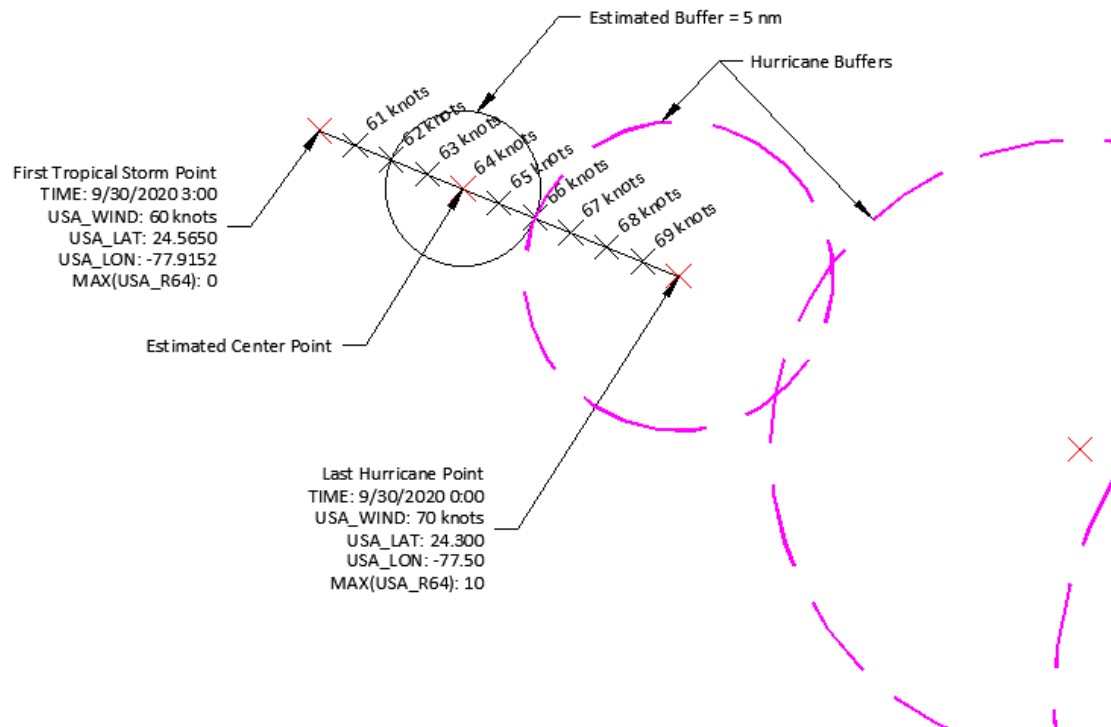 Estimated Buffer = 5 nm
Hurricane Buffers
61 knots
62 knots
63 knots
64 knots
65 knots
66 knots
67 knots
68 knots
69 knots
First Tropical Storm Point
TIME: 9/30/2020 3:00
USA_WIND: 60 knots
USA_LAT: 24.5650
USA_LON: -77.9152
MAX(USA_R64): 0
Estimated Center Point
Last Hurricane Point
TIME: 9/30/2020 0:00
USA_WIND: 70 knots
USA_LAT: 24.300
USA_LON: -77.50
MAX(USA_R64): 10